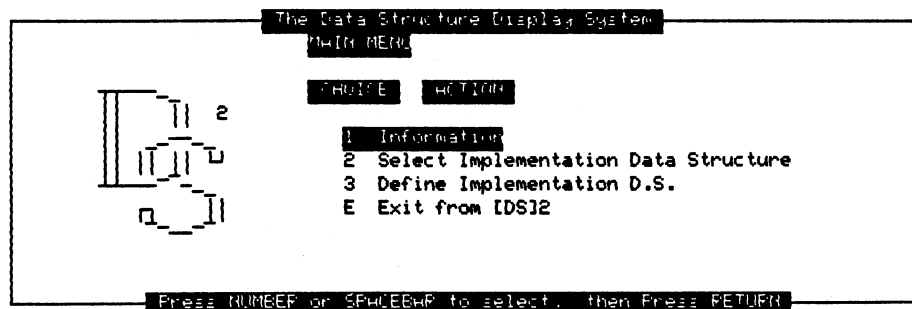 The Data Structure Display System
MAIN MENU
CHOICE ACTION
2
1 Information
2 Select Implementation Data Structure
3 Define Implementation D.S.
E Exit from [DS]2
Press NUMBER or SPACEBAR to select, then Press RETURN